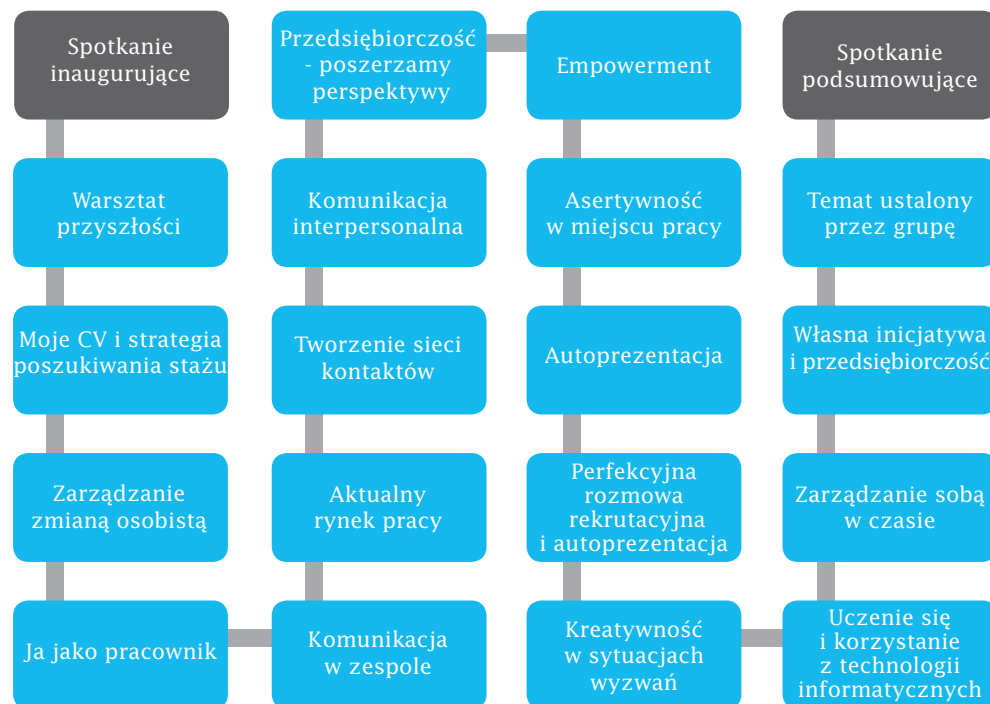 Spotkanie
inaugurujące
Warsztat
przyszłości
Moje CV i strategia
poszukiwania stażu
Zarządzanie
zmianą osobistą
Ja jako pracownik
Komunikacja
w zespole
Aktualny
rynek pracy
Tworzenie sieci
kontaktów
Komunikacja
interpersonalna
Przedsiębiorczość
- poszerzamy
perspektywy
Empowerment
Asertywność
w miejscu pracy
Autoprezentacja
Perfekcyjna
rozmowa
rekrutacyjna
i autoprezentacja
Kreatywność
w sytuacjach
wyzwań
Uczenie się
i korzystanie
z technologii
informatycznych
Zarządzanie sobą
w czasie
Własna inicjatywa
i przedsiębiorczość
Temat ustalony
przez grupę
Spotkanie
podsumowujące